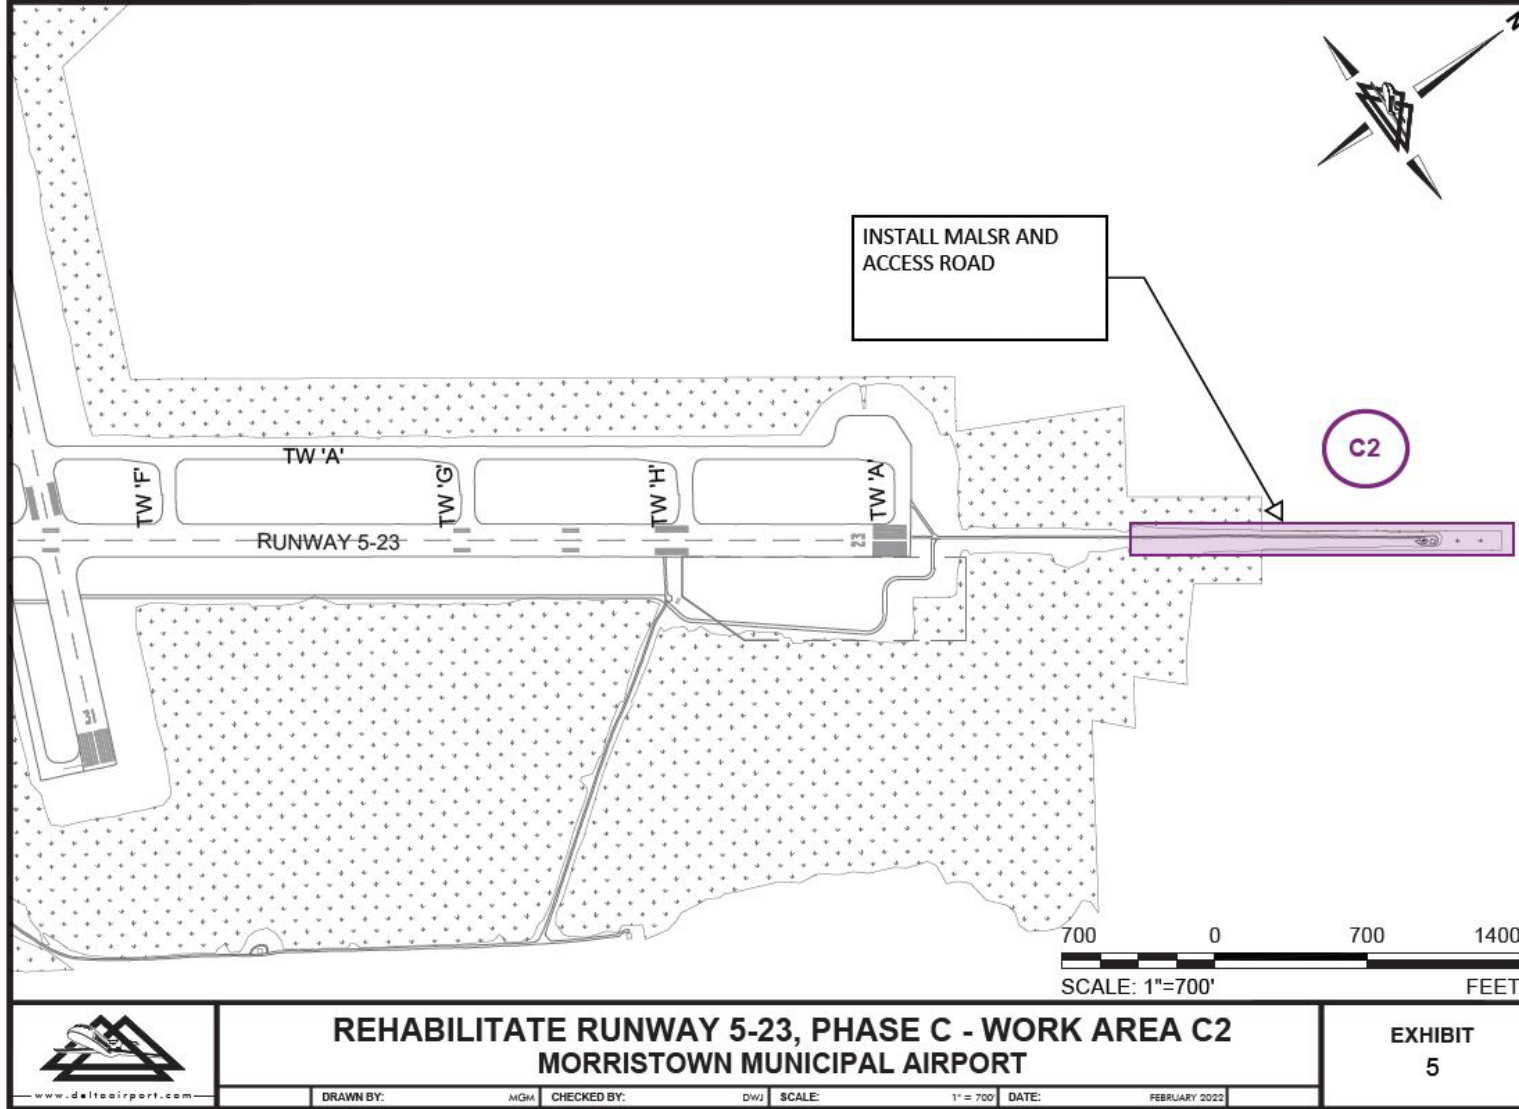 N
INSTALL MALSR AND
ACCESS ROAD
C2
TW 'A'
TW 'F'
TW 'G'
TW 'H'
TW 'A'
RUNWAY 5-23
23
31
700 0 700 1400
SCALE: 1"=700' FEET
REHABILITATE RUNWAY 5-23, PHASE C - WORK AREA C2
MORRISTOWN MUNICIPAL AIRPORT
EXHIBIT
5
www.deltaairport.com
DRAWN BY: MGM CHECKED BY: DWJ SCALE: 1" = 700' DATE: FEBRUARY 2022